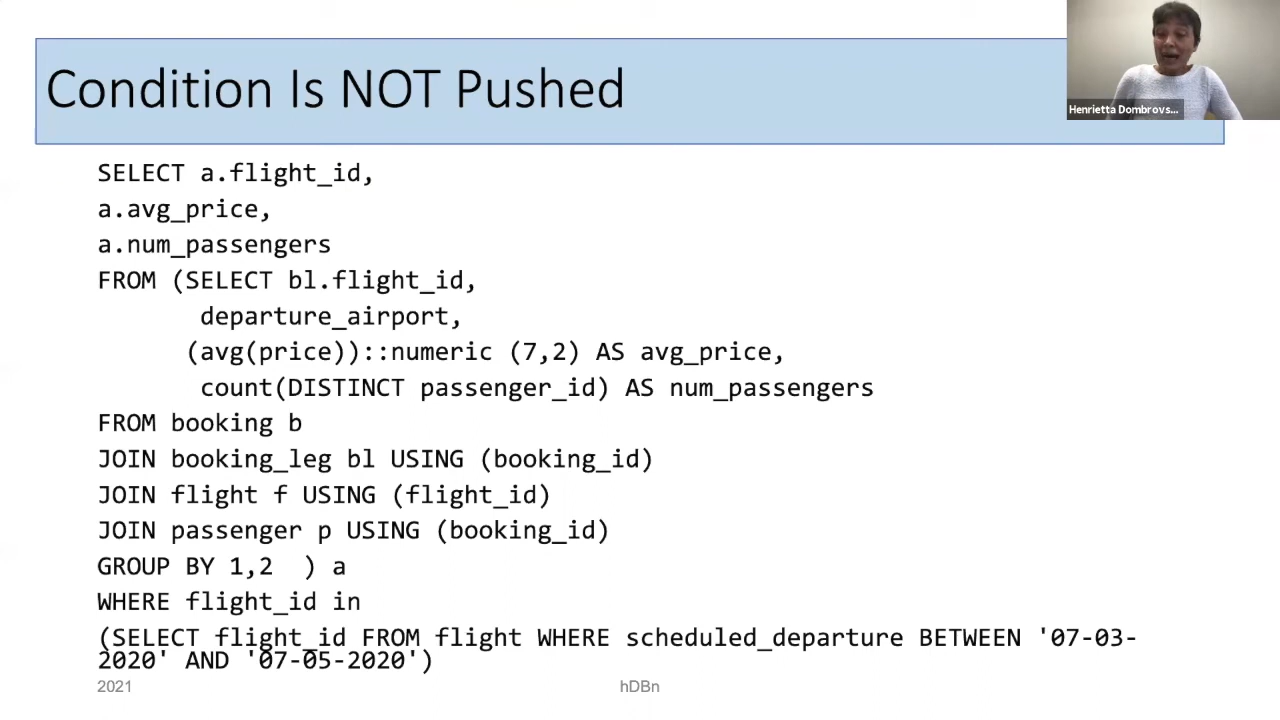 Condition Is NOT Pushed
Henrietta Dombrovs...
SELECT a.flight_id,
a.avg_price,
a.num_passengers
FROM (SELECT bl.flight_id,
departure_airport,
(avg(price))::numeric (7,2) AS avg_price,
count(DISTINCT passenger_id) AS num_passengers
FROM booking b
JOIN booking_leg bl USING (booking_id)
JOIN flight f USING (flight_id)
JOIN passenger p USING (booking_id)
GROUP BY 1,2  ) a
WHERE flight_id in
(SELECT flight_id FROM flight WHERE scheduled_departure BETWEEN '07-03-
2020' AND '07-05-2020')
2021
hDBn